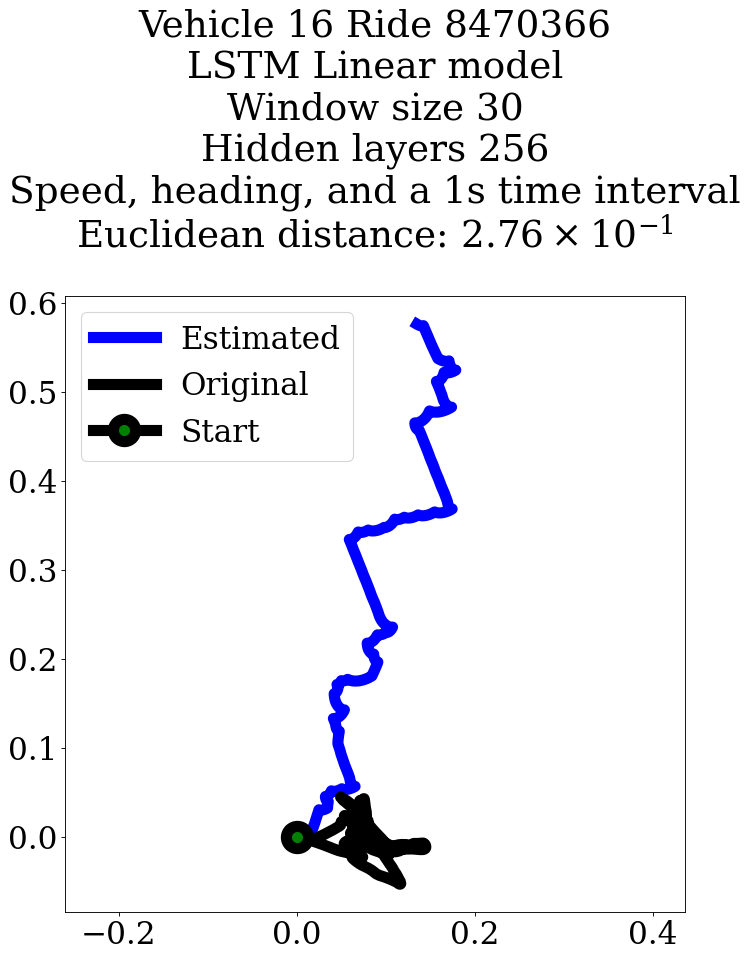 Vehicle 16 Ride 8470366
LSTM Linear model
Window size 30
Hidden layers 256
Speed, heading, and a 1s time interval
Euclidean distance: 2.76 × 10⁻¹
0.6
Estimated
Original
Start
0.5
0.4
0.3
0.2
0.1
0.0
−0.2 0.0 0.2 0.4